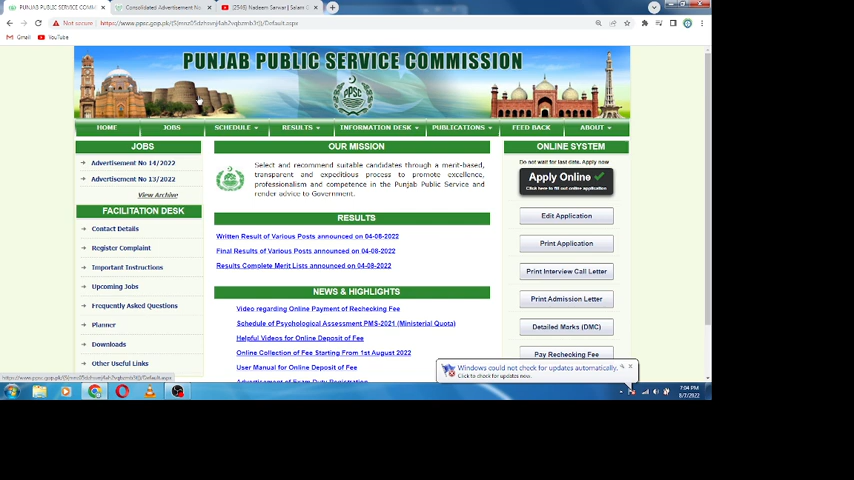 PUNJAB PUBLIC SERVICE COMM
Consolidated Advertisement No
(2546) Nadeem Sarwar | Salam
Not secure
Gmail
YouTube
PUNJAB PUBLIC SERVICE COMMISSION
PPSC
HOME JOBS SCHEDULE RESULTS INFORMATION DESK PUBLICATIONS FEED BACK ABOUT
JOBS
Advertisement No 14/2022
Advertisement No 13/2022
View Archive
FACILITATION DESK
Contact Details
Register Complaint
Important Instructions
Upcoming Jobs
Frequently Asked Questions
Planner
Downloads
Other Useful Links
OUR MISSION
Select and recommend suitable candidates through a merit-based,
transparent and expeditious process to promote excellence,
professionalism and competence in the Punjab Public Service and
render advice to Government.
RESULTS
Written Result of Various Posts announced on 04-08-2022
Final Results of Various Posts announced on 04-08-2022
Results Complete Merit Lists announced on 04-08-2022
NEWS & HIGHLIGHTS
Video regarding Online Payment of Rechecking Fee
Schedule of Psychological Assessment PMS-2021 (Ministerial Quota)
Helpful Videos for Online Deposit of Fee
Online Collection of Fee Starting From 1st August 2022
User Manual for Online Deposit of Fee
ONLINE SYSTEM
Do not wait for last date. Apply now
Apply Online
Click here to fill out online application
Edit Application
Print Application
Print Interview Call Letter
Print Admission Letter
Detailed Marks (DMC)
Pay Rechecking Fee
Windows could not check for updates automatically.
Click to check for updates now.
7:04 PM
8/7/2022